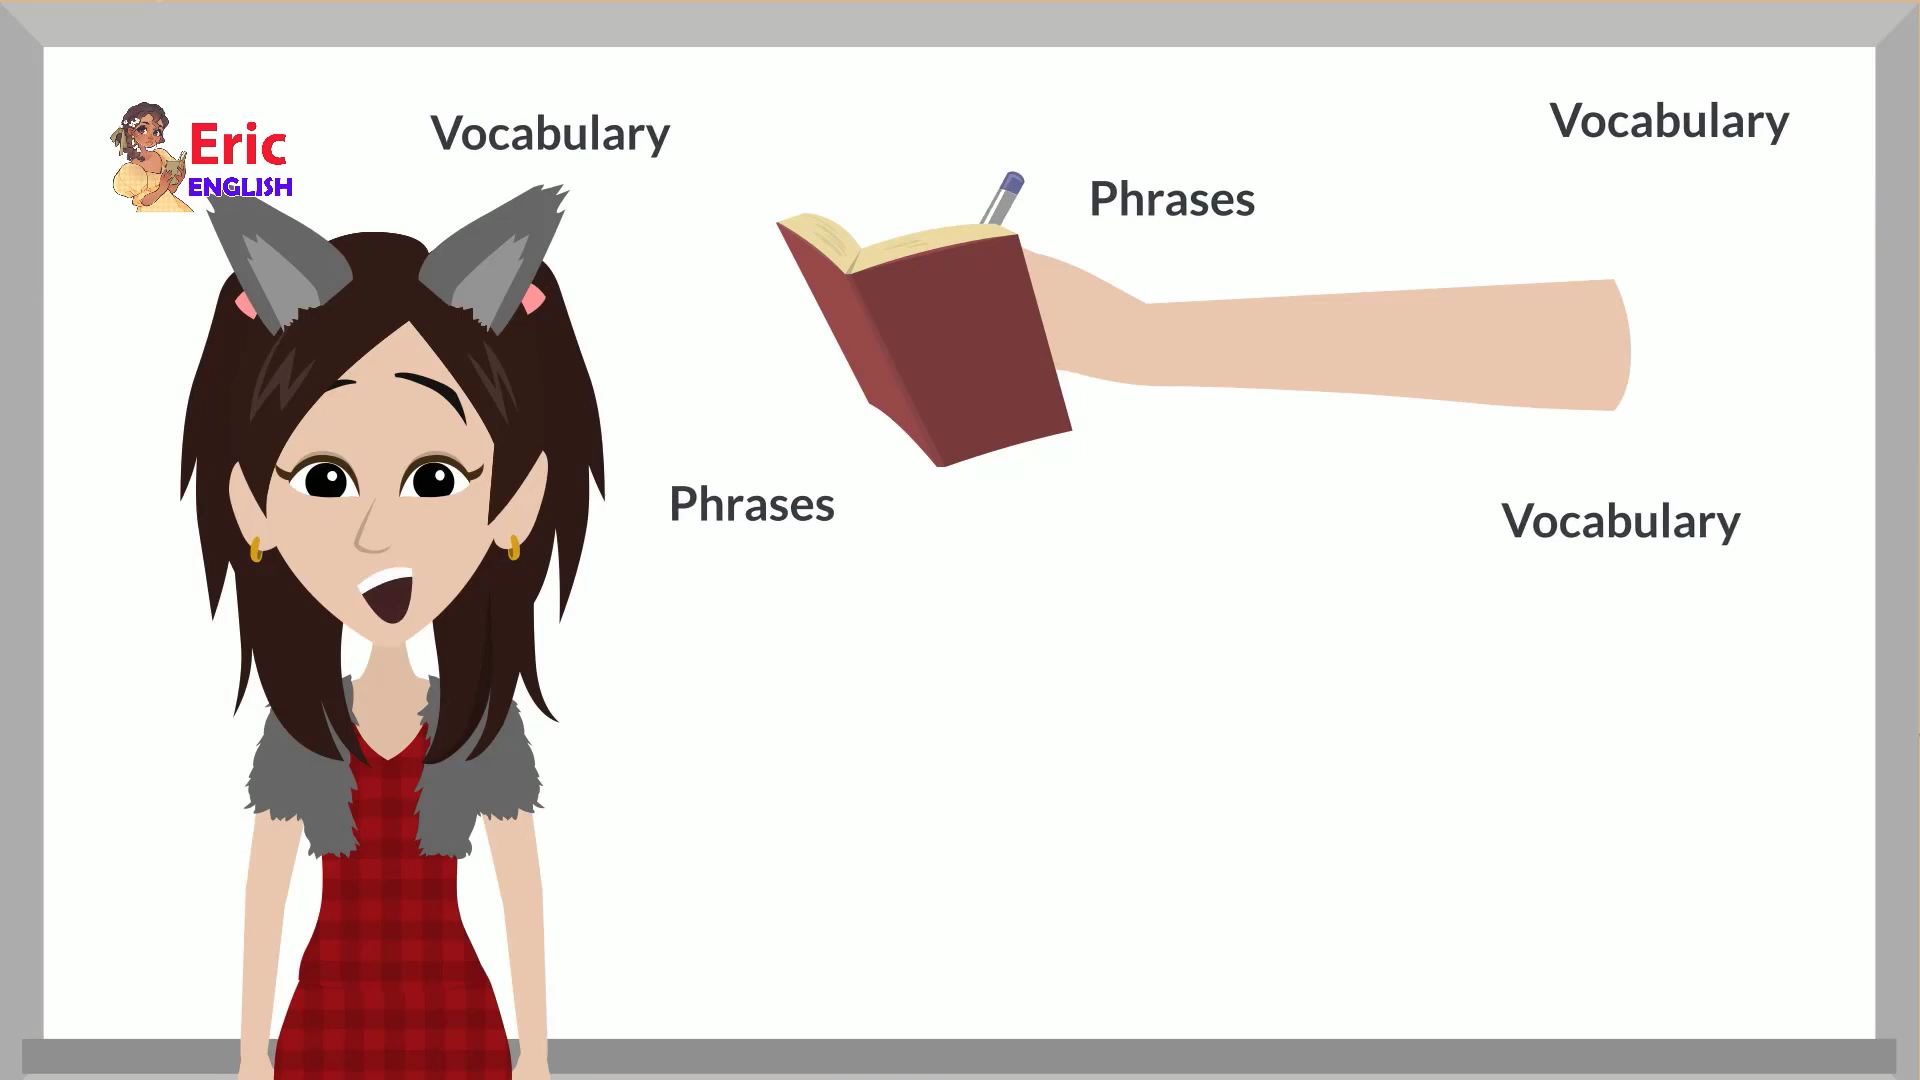 Eric
ENGLISH
Vocabulary
Vocabulary
Phrases
Phrases
Vocabulary